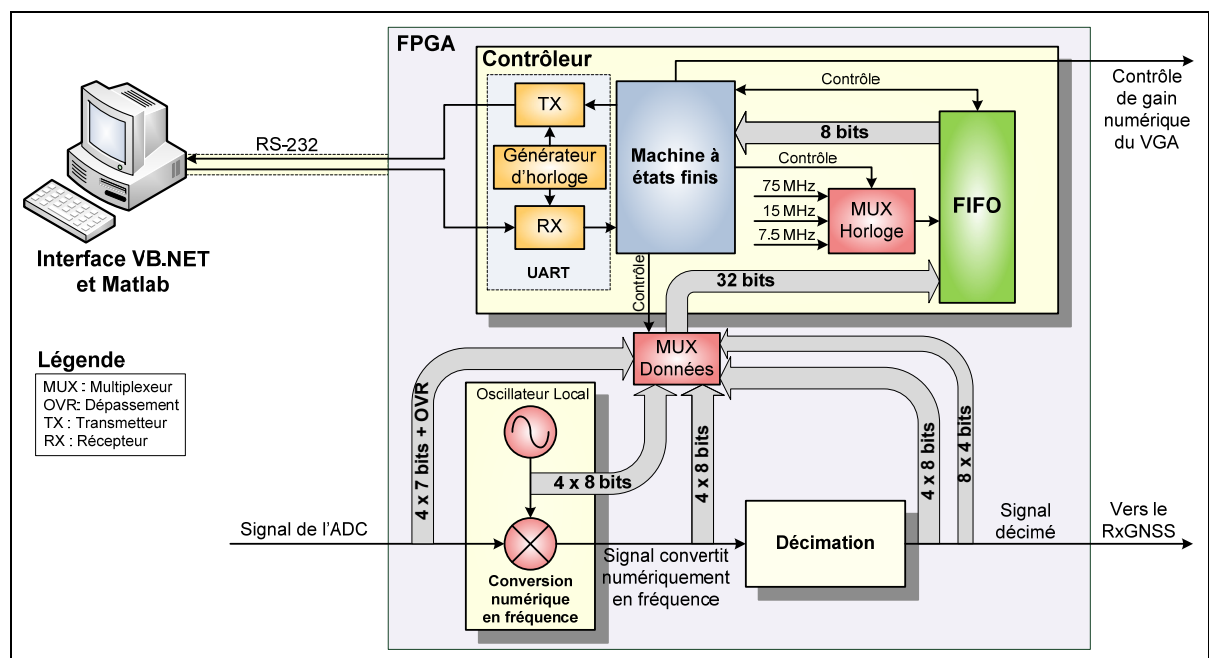 FPGA
Contrôleur
TX
Générateur
d'horloge
RX
UART
RS-232
Interface VB.NET
et Matlab
Machine à
états finis
Contrôle
8 bits
Contrôle
75 MHz
15 MHz
7.5 MHz
MUX
Horloge
FIFO
Contrôle
de gain
numérique
du VGA
Contrôle
32 bits
MUX
Données
Légende
MUX : Multiplexeur
OVR: Dépassement
TX : Transmetteur
RX : Récepteur
Oscillateur Local
4 x 7 bits + OVR
4 x 8 bits
4 x 8 bits
4 x 8 bits
8 x 4 bits
Signal de l'ADC
Conversion
numérique
en fréquence
Signal convertit
numériquement
en fréquence
Décimation
Signal
décimé
Vers le
RxGNSS